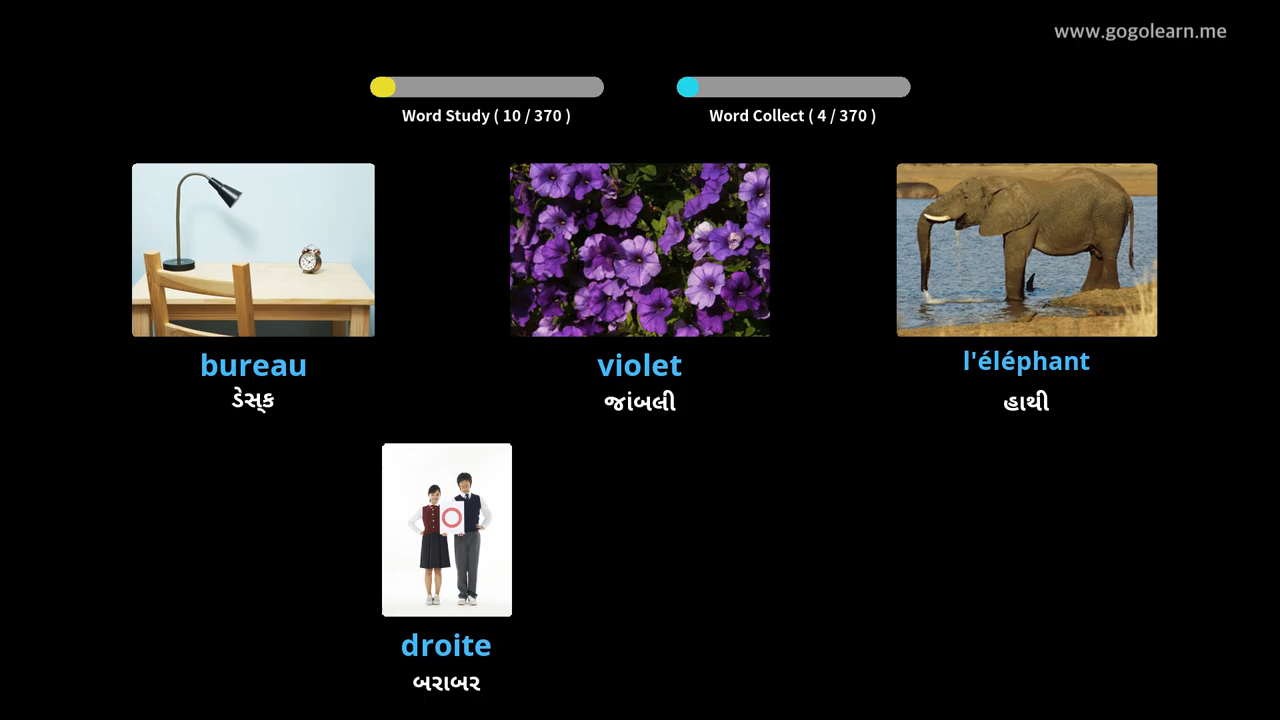 www.gogolearn.me
Word Study ( 10 / 370 )
Word Collect ( 4 / 370 )
bureau
ડેસ્ક
violet
જાંબલી
l'éléphant
હાથી
droite
બરાબર